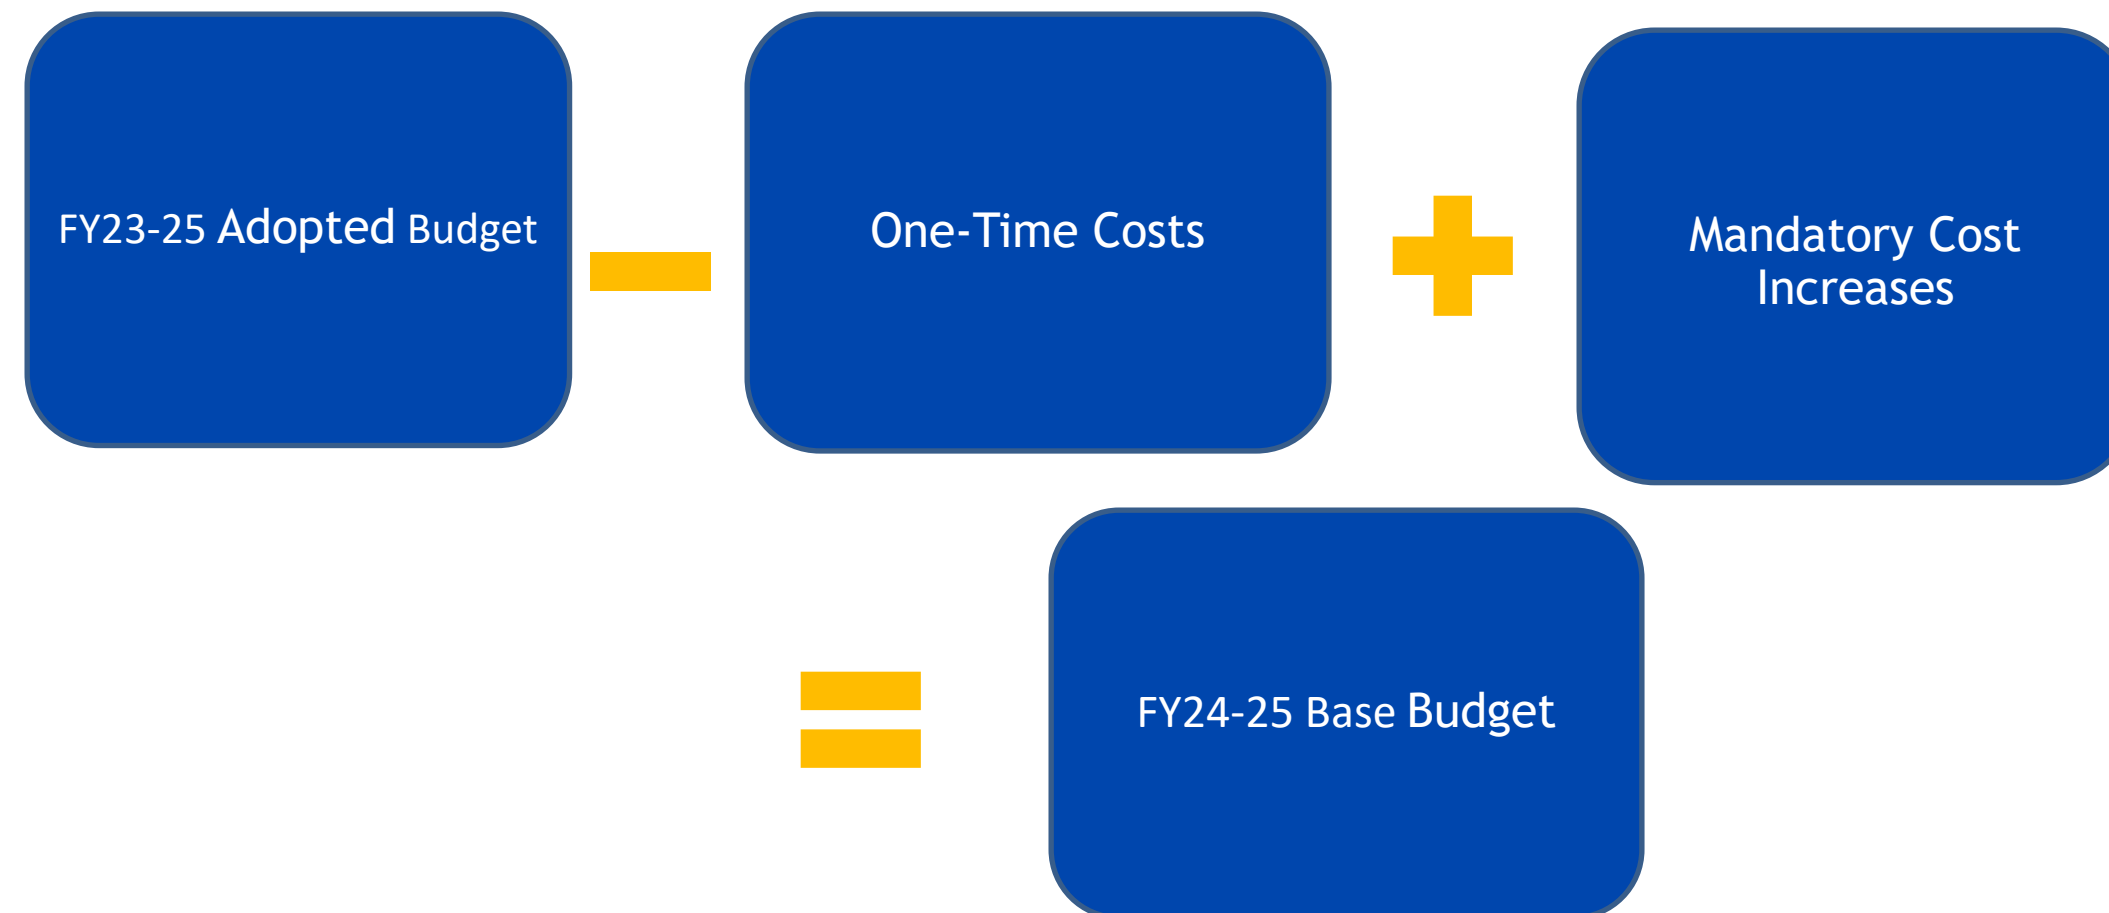 FY23-25 Adopted Budget
One-Time Costs
Mandatory Cost
Increases
FY24-25 Base Budget